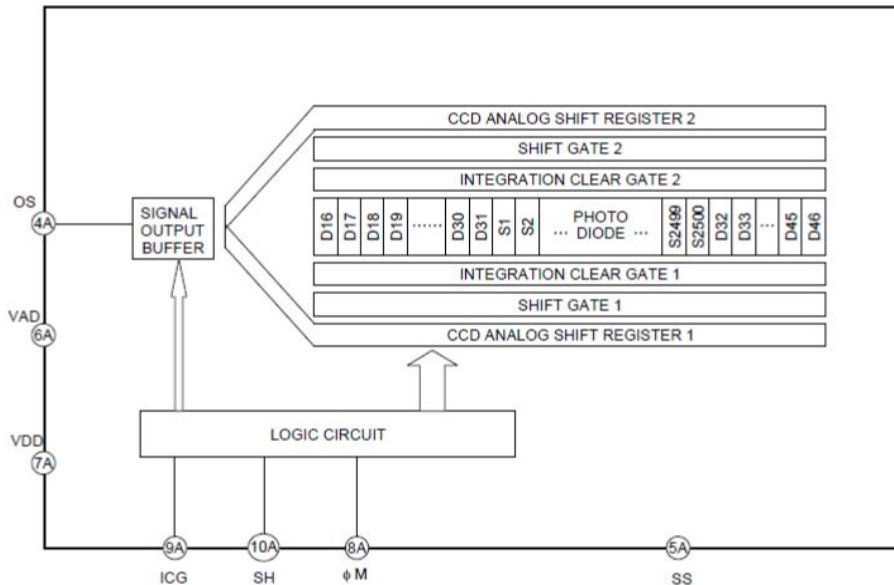 CCD ANALOG SHIFT REGISTER 2
SHIFT GATE 2
INTEGRATION CLEAR GATE 2
OS
4A
SIGNAL
OUTPUT
BUFFER
D16
D17
D18
D19
......
D30
D31
S1
S2
PHOTO
... DIODE ...
S2499
S2500
D32
D33
...
D45
D46
INTEGRATION CLEAR GATE 1
SHIFT GATE 1
CCD ANALOG SHIFT REGISTER 1
VAD
6A
LOGIC CIRCUIT
VDD
7A
9A
10A
8A
5A
ICG
SH
ϕ M
SS